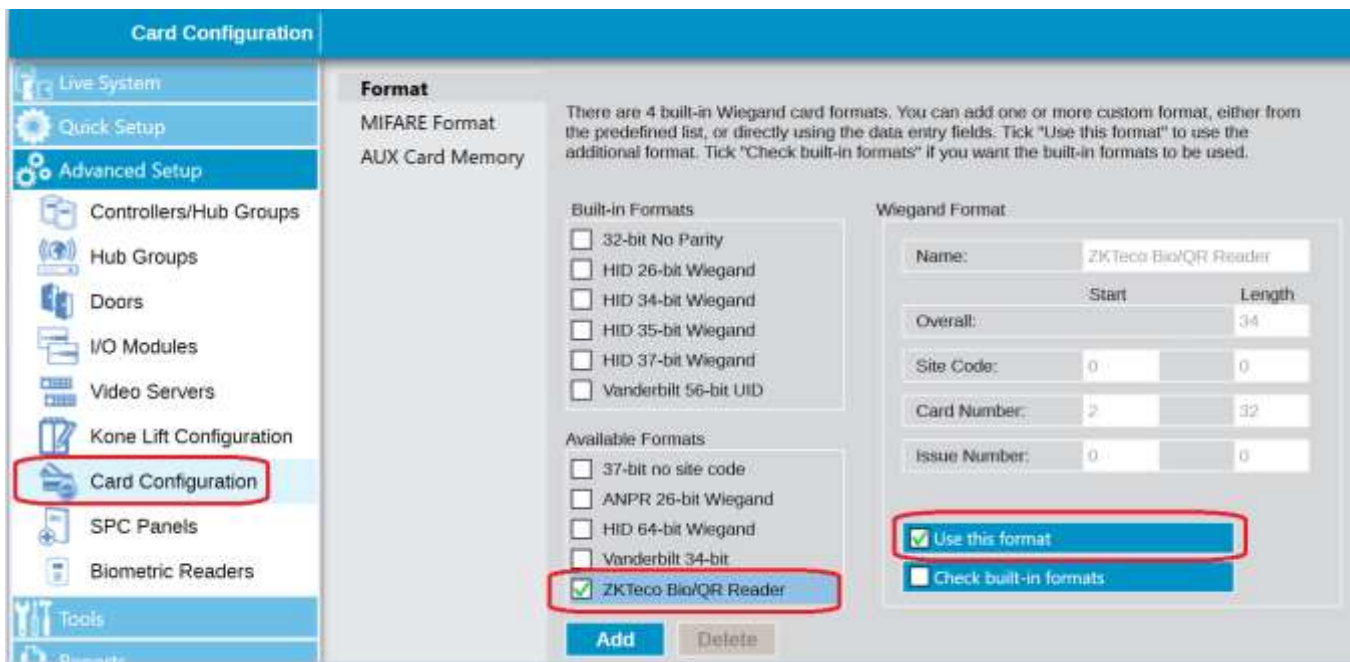 Card Configuration
Live System
Quick Setup
Advanced Setup
Controllers/Hub Groups
Hub Groups
Doors
I/O Modules
Video Servers
Kone Lift Configuration
Card Configuration
SPC Panels
Biometric Readers
Tools
Reports
Format
MIFARE Format
AUX Card Memory
There are 4 built-in Wiegand card formats. You can add one or more custom format, either from
the predefined list, or directly using the data entry fields. Tick "Use this format" to use the
additional format. Tick "Check built-in formats" if you want the built-in formats to be used.
Built-in Formats
32-bit No Parity
HID 26-bit Wiegand
HID 34-bit Wiegand
HID 35-bit Wiegand
HID 37-bit Wiegand
Vanderbilt 56-bit UID
Available Formats
37-bit no site code
ANPR 26-bit Wiegand
HID 64-bit Wiegand
Vanderbilt 34-bit
ZKTeco Bio/QR Reader
Add Delete
Wiegand Format
Name: ZKTeco Bio/QR Reader
Start Length
Overall: 34
Site Code: 0 0
Card Number: 2 32
Issue Number: 0 0
Use this format
Check built-in formats